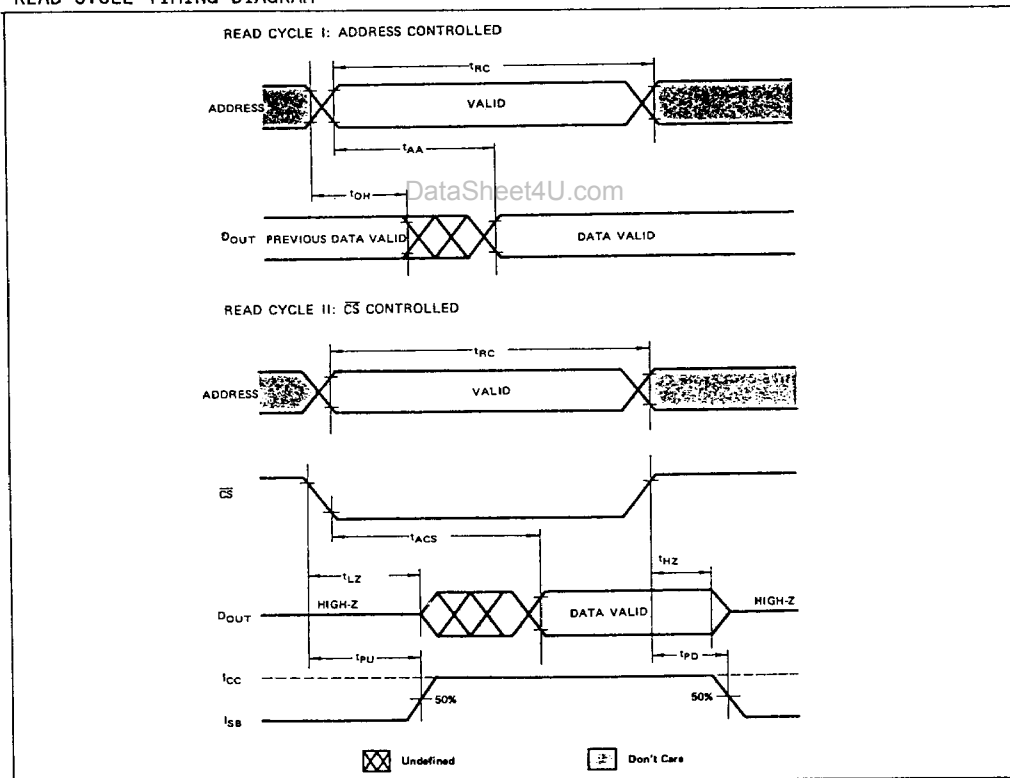 READ CYCLE TIMING DIAGRAM
READ CYCLE I: ADDRESS CONTROLLED
tRC
ADDRESS
VALID
tAA
DataSheet4U.com
tOH
DOUT PREVIOUS DATA VALID
DATA VALID
READ CYCLE II: C̅S̅ CONTROLLED
tRC
ADDRESS
VALID
C̅S̅
tACS
tHZ
tLZ
HIGH-Z
DATA VALID
HIGH-Z
DOUT
tPU
tPD
ICC
50%
50%
ISB
Undefined
Don't Care